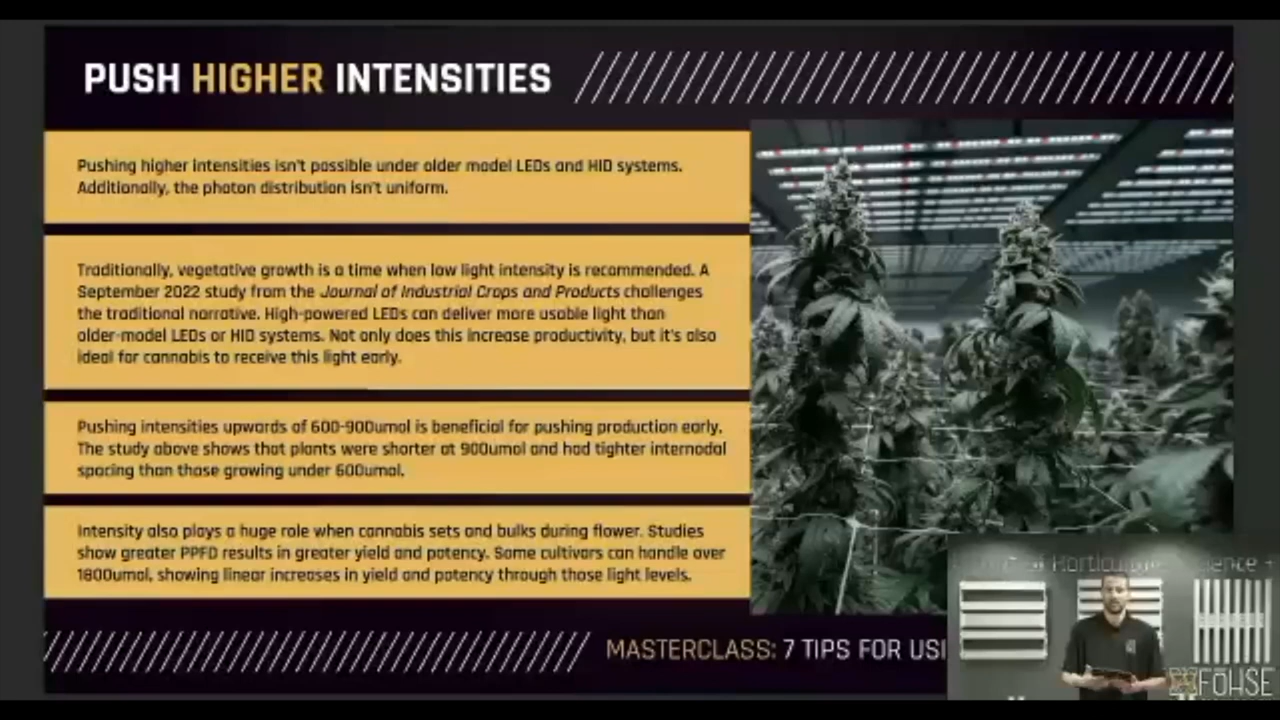 PUSH HIGHER INTENSITIES
Pushing higher intensities isn't possible under older model LEDs and HID systems.
Additionally, the photon distribution isn't uniform.
Traditionally, vegetative growth is a time when low light intensity is recommended. A
September 2022 study from the Journal of Industrial Crops and Products challenges
the traditional narrative. High-powered LEDs can deliver more usable light than
older-model LEDs or HID systems. Not only does this increase productivity, but it's also
ideal for cannabis to receive this light early.
Pushing intensities upwards of 600-900umol is beneficial for pushing production early.
The study above shows that plants were shorter at 900umol and had tighter internodal
spacing than those growing under 600umol.
Intensity also plays a huge role when cannabis sets and bulks during flower. Studies
show greater PPFD results in greater yield and potency. Some cultivars can handle over
1800umol, showing linear increases in yield and potency through those light levels.
MASTERCLASS: 7 TIPS FOR USI
of Horticultu
FOHSE